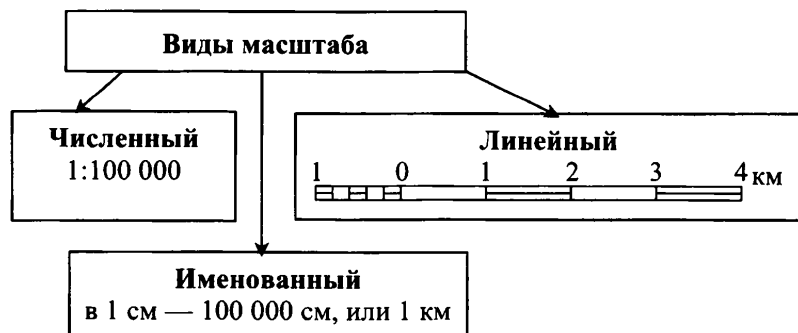 Виды масштаба
Численный
1:100 000
Линейный
1 0 1 2 3 4 км
Именованный
в 1 см — 100 000 см, или 1 км